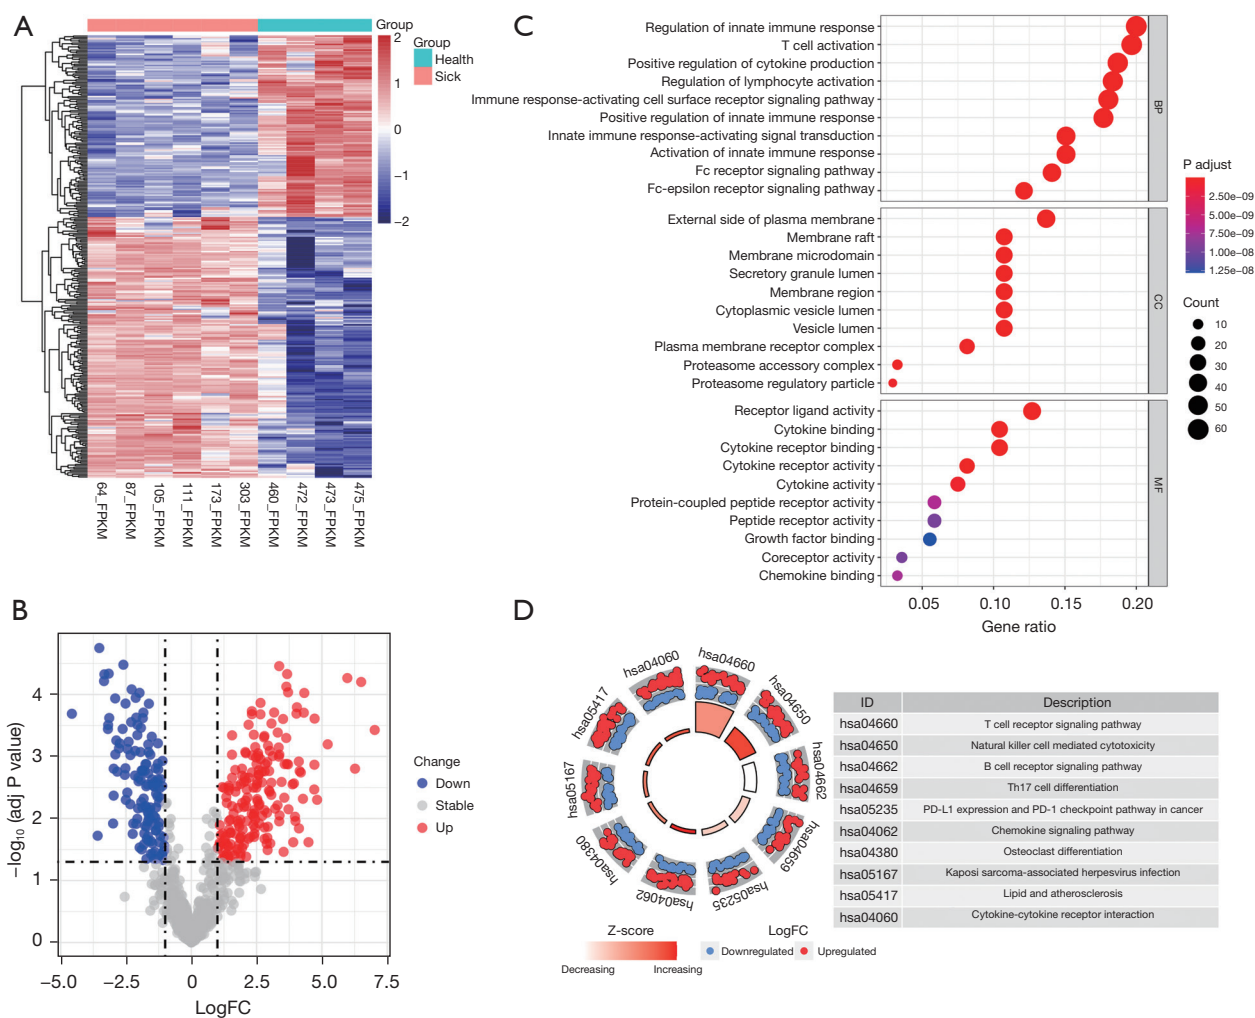 A
Group
2
1
0
−1
−2
Group
Health
Sick
64_FPKM
87_FPKM
105_FPKM
111_FPKM
173_FPKM
303_FPKM
460_FPKM
472_FPKM
473_FPKM
475_FPKM
C
Regulation of innate immune response
T cell activation
Positive regulation of cytokine production
Regulation of lymphocyte activation
Immune response-activating cell surface receptor signaling pathway
Positive regulation of innate immune response
Innate immune response-activating signal transduction
Activation of innate immune response
Fc receptor signaling pathway
Fc-epsilon receptor signaling pathway
BP
External side of plasma membrane
Membrane raft
Membrane microdomain
Secretory granule lumen
Membrane region
Cytoplasmic vesicle lumen
Vesicle lumen
Plasma membrane receptor complex
Proteasome accessory complex
Proteasome regulatory particle
CC
Receptor ligand activity
Cytokine binding
Cytokine receptor binding
Cytokine receptor activity
Cytokine activity
Protein-coupled peptide receptor activity
Peptide receptor activity
Growth factor binding
Coreceptor activity
Chemokine binding
MF
0.05 0.10 0.15 0.20
Gene ratio
P adjust
2.50e−09
5.00e−09
7.50e−09
1.00e−08
1.25e−08
Count
10
20
30
40
50
60
B
−log10 (adj P value)
4
3
2
1
0
−5.0 −2.5 0 2.5 5.0 7.5
LogFC
Change
Down
Stable
Up
D
hsa04660
hsa04650
hsa04662
hsa04659
hsa05235
hsa04062
hsa04380
hsa05167
hsa05417
hsa04060
Z-score
Decreasing Increasing
LogFC
Downregulated Upregulated
ID Description
hsa04660 T cell receptor signaling pathway
hsa04650 Natural killer cell mediated cytotoxicity
hsa04662 B cell receptor signaling pathway
hsa04659 Th17 cell differentiation
hsa05235 PD-L1 expression and PD-1 checkpoint pathway in cancer
hsa04062 Chemokine signaling pathway
hsa04380 Osteoclast differentiation
hsa05167 Kaposi sarcoma-associated herpesvirus infection
hsa05417 Lipid and atherosclerosis
hsa04060 Cytokine-cytokine receptor interaction